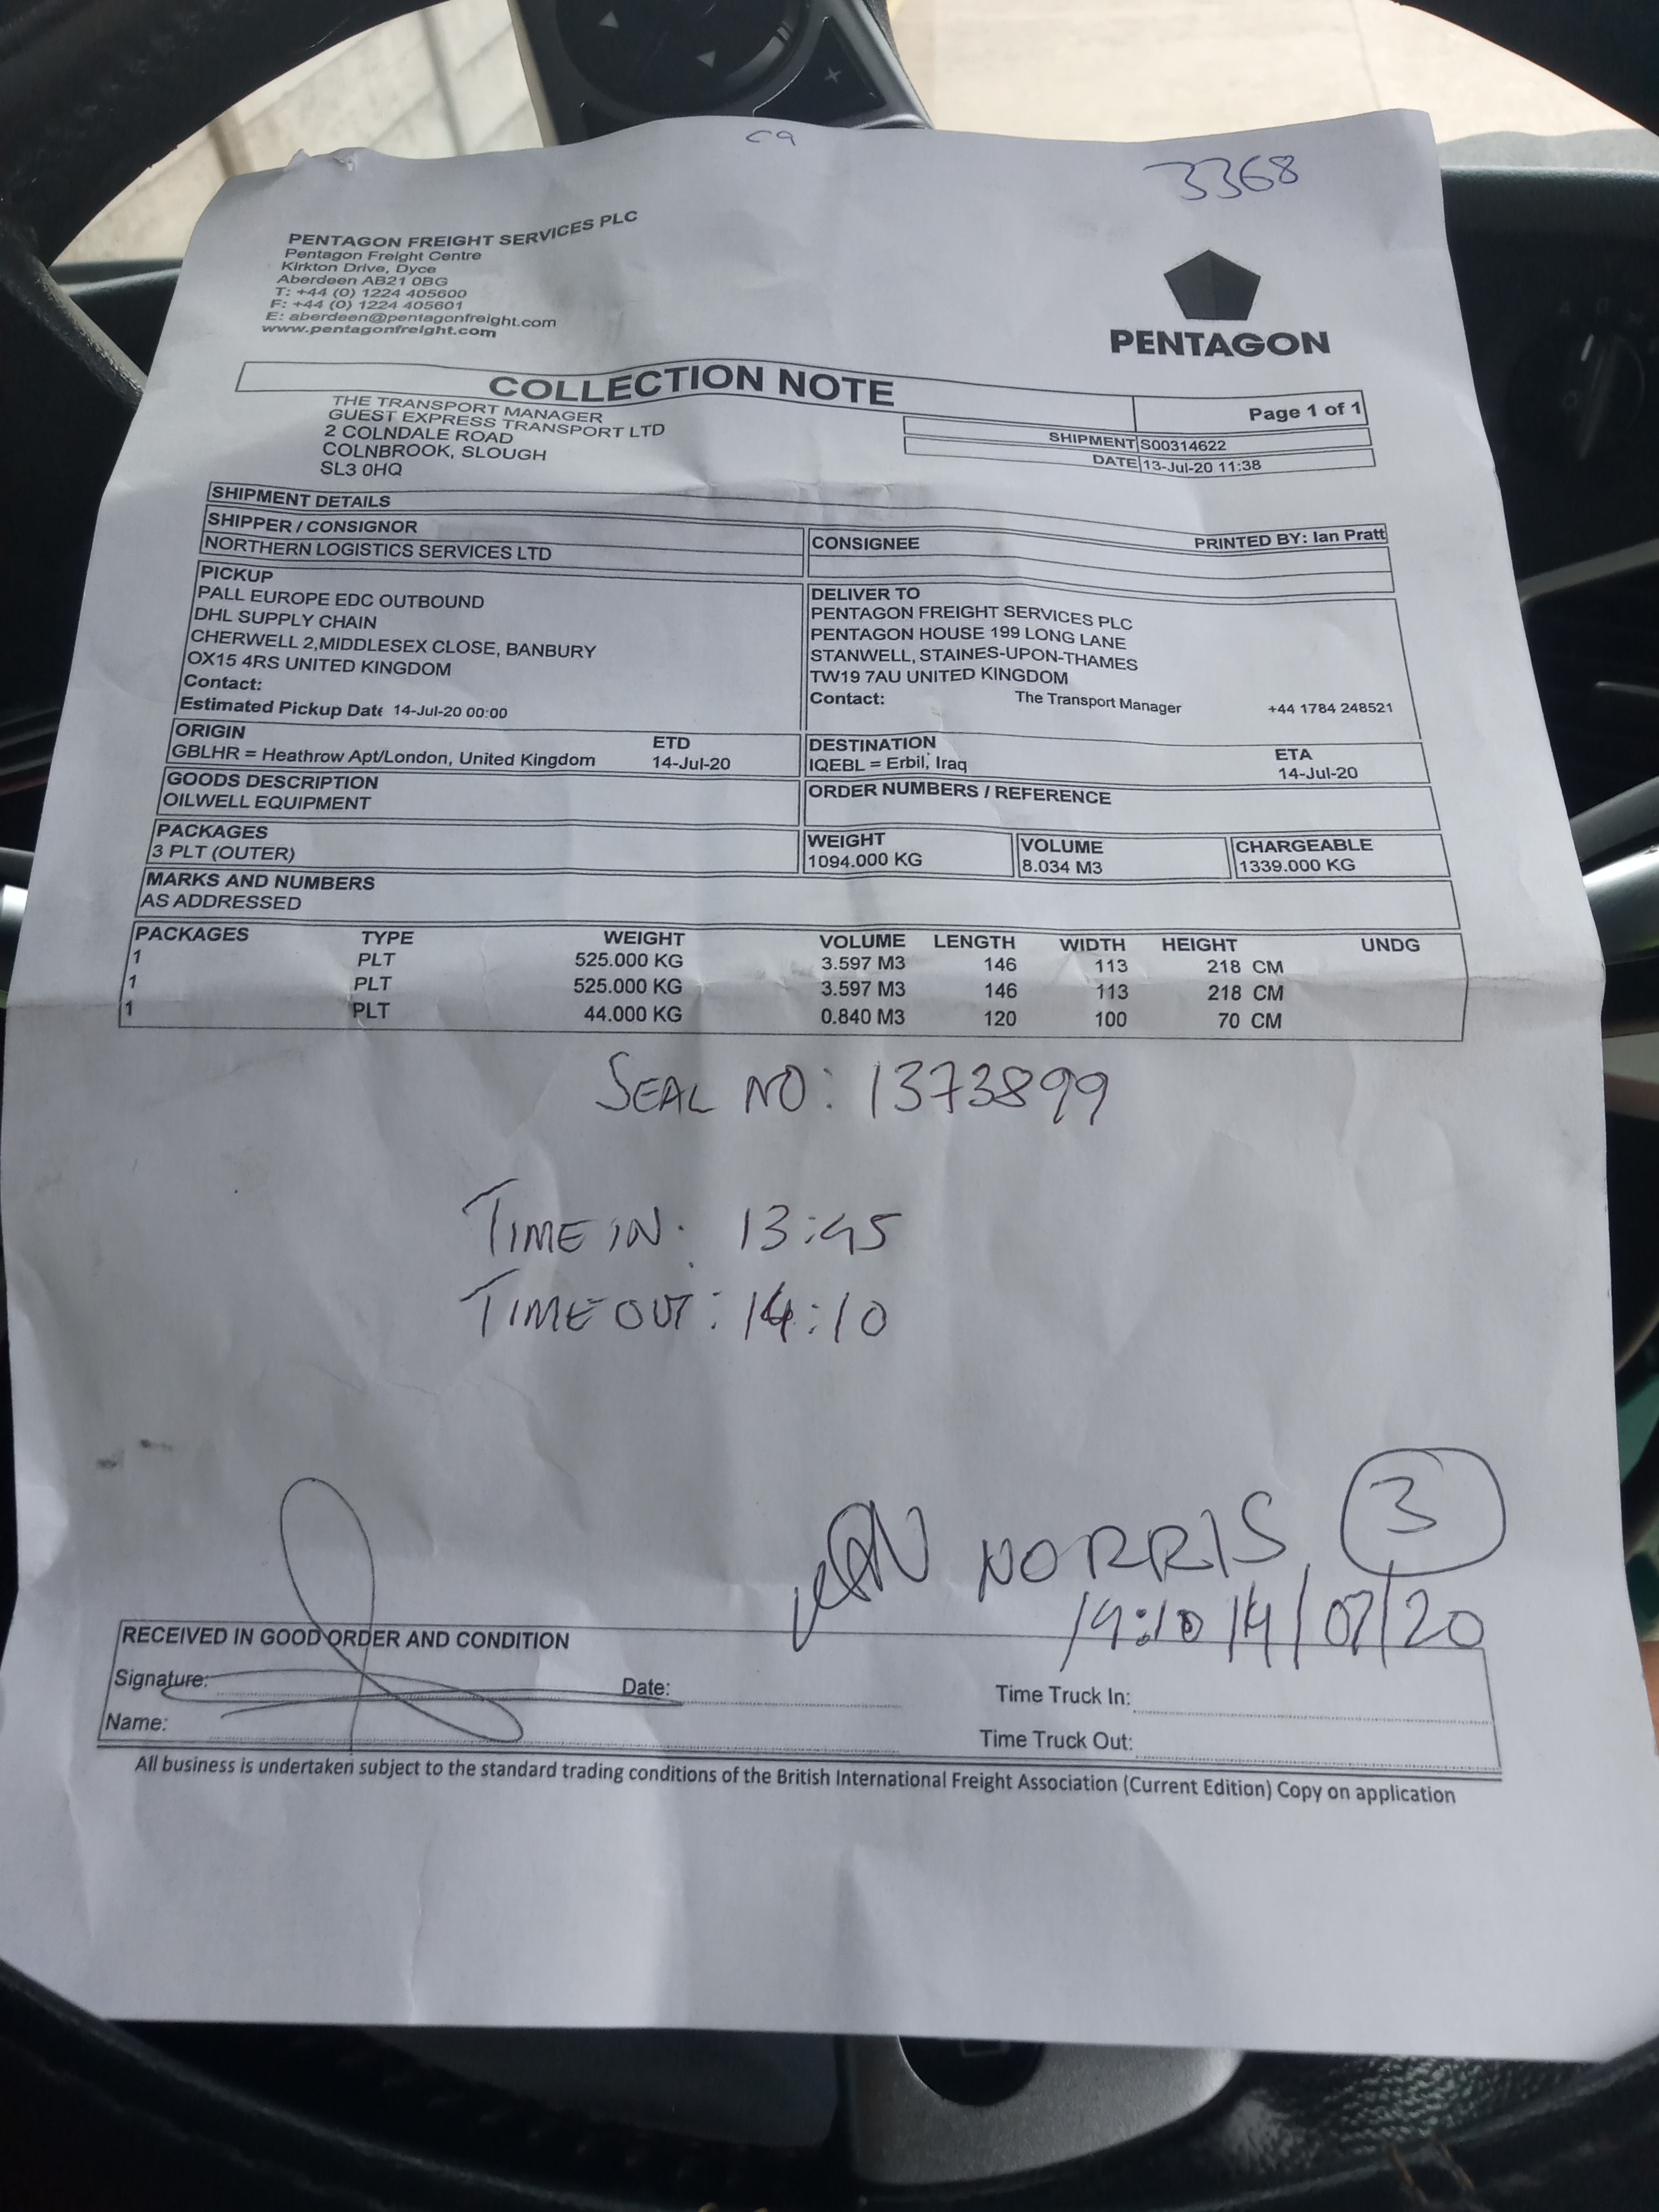 3368
PENTAGON FREIGHT SERVICES PLC
Pentagon Freight Centre
Kirkton Drive, Dyce
Aberdeen AB21 0BG
T: +44 (0) 1224 405600
F: +44 (0) 1224 405601
E: aberdeen@pentagonfreight.com
www.pentagonfreight.com
PENTAGON
COLLECTION NOTE
Page 1 of 1
THE TRANSPORT MANAGER
GUEST EXPRESS TRANSPORT LTD
2 COLNDALE ROAD
COLNBROOK, SLOUGH
SL3 0HQ
SHIPMENT S00314622
DATE 13-Jul-20 11:38
SHIPMENT DETAILS
PRINTED BY: Ian Pratt
SHIPPER / CONSIGNOR
NORTHERN LOGISTICS SERVICES LTD
CONSIGNEE
PICKUP
PALL EUROPE EDC OUTBOUND
DHL SUPPLY CHAIN
CHERWELL 2,MIDDLESEX CLOSE, BANBURY
OX15 4RS UNITED KINGDOM
Contact:
Estimated Pickup Date 14-Jul-20 00:00
DELIVER TO
PENTAGON FREIGHT SERVICES PLC
PENTAGON HOUSE 199 LONG LANE
STANWELL, STAINES-UPON-THAMES
TW19 7AU UNITED KINGDOM
Contact: The Transport Manager +44 1784 248521
ORIGIN ETD
GBLHR = Heathrow Apt/London, United Kingdom 14-Jul-20
DESTINATION ETA
IQEBL = Erbil, Iraq 14-Jul-20
GOODS DESCRIPTION
OILWELL EQUIPMENT
ORDER NUMBERS / REFERENCE
PACKAGES
3 PLT (OUTER)
WEIGHT VOLUME CHARGEABLE
1094.000 KG 8.034 M3 1339.000 KG
MARKS AND NUMBERS
AS ADDRESSED
PACKAGES TYPE WEIGHT VOLUME LENGTH WIDTH HEIGHT UNDG
1 PLT 525.000 KG 3.597 M3 146 113 218 CM
1 PLT 525.000 KG 3.597 M3 146 113 218 CM
1 PLT 44.000 KG 0.840 M3 120 100 70 CM
SEAL NO: 1373899
TIME IN: 13:45
TIME OUT: 14:10
NORRIS 3
14:10 14/07/20
RECEIVED IN GOOD ORDER AND CONDITION
Signature: Date: Time Truck In:
Name: Time Truck Out:
All business is undertaken subject to the standard trading conditions of the British International Freight Association (Current Edition) Copy on application